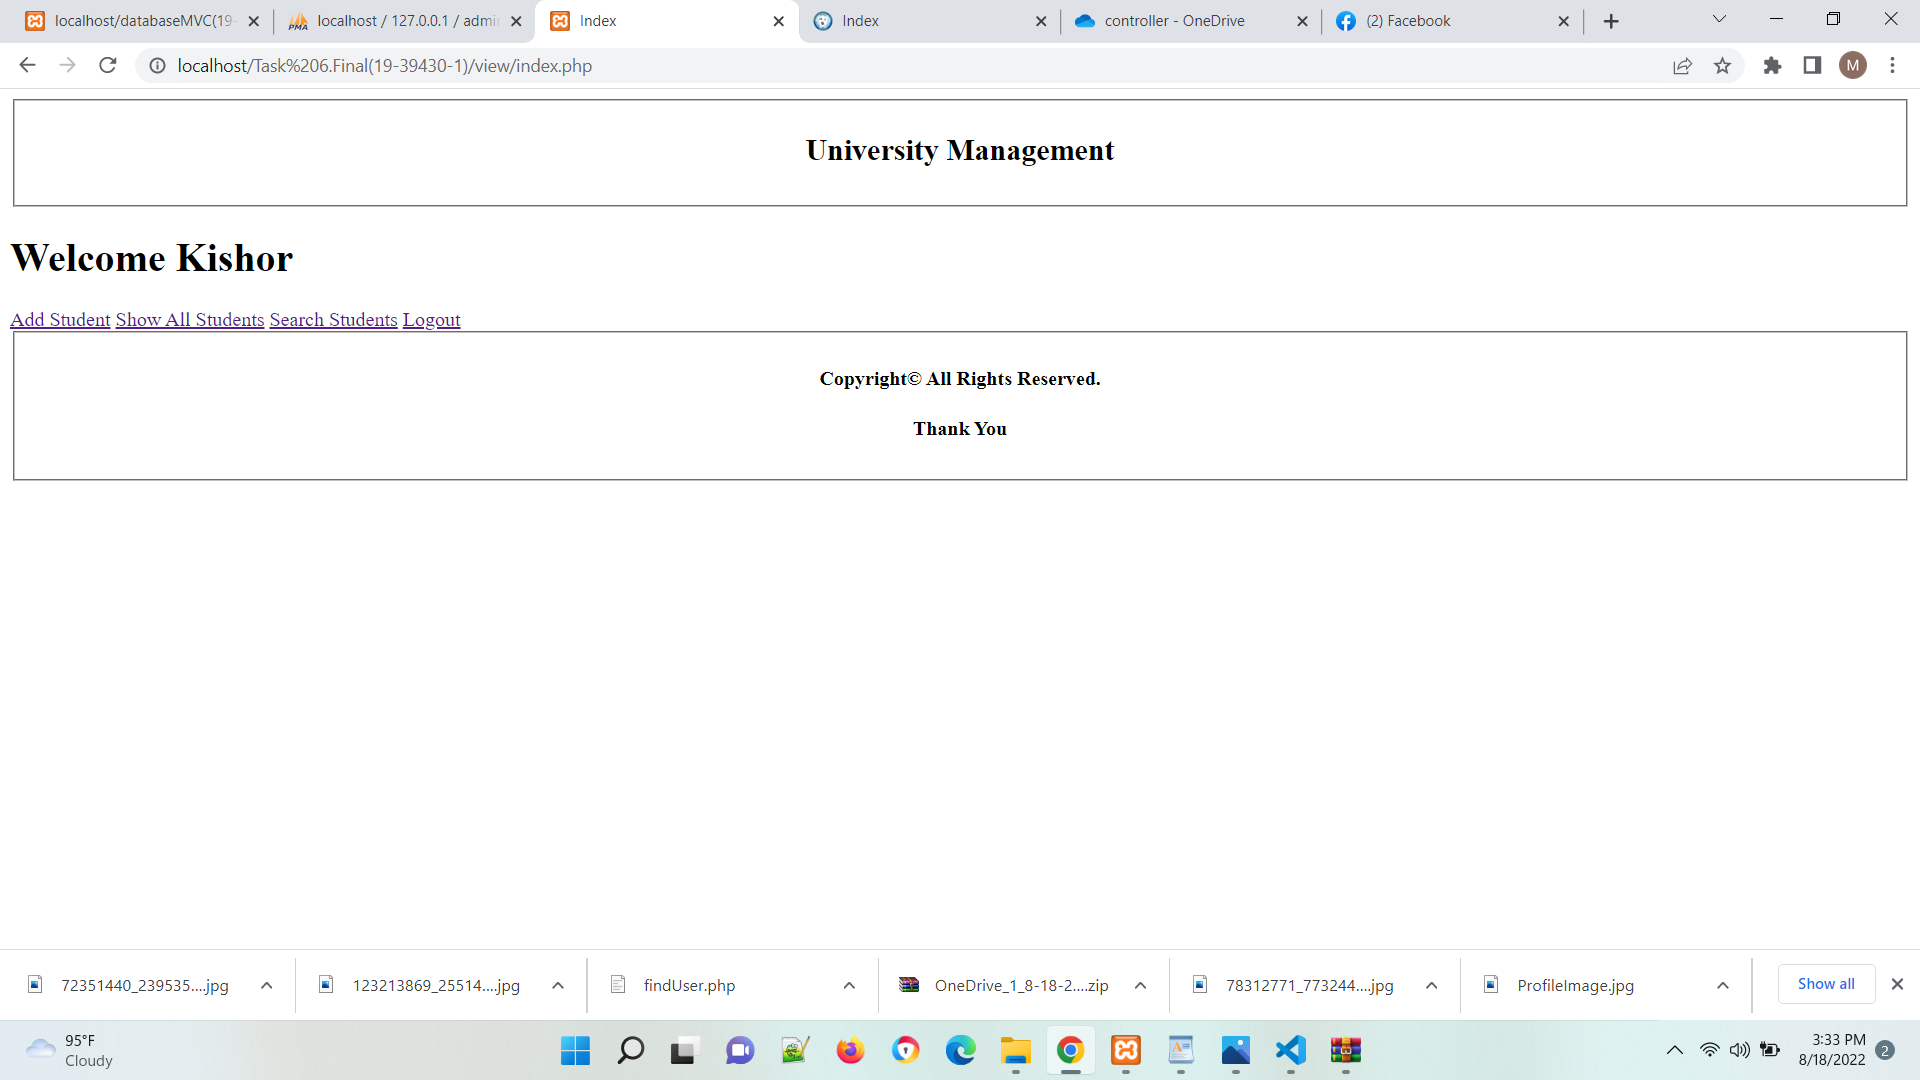 localhost/databaseMVC(19-
localhost / 127.0.0.1 / admi
Index
Index
controller - OneDrive
(2) Facebook
localhost/Task%206.Final(19-39430-1)/view/index.php
M
University Management
Welcome Kishor
Add Student Show All Students Search Students Logout
Copyright© All Rights Reserved.
Thank You
72351440_239535....jpg
123213869_25514....jpg
findUser.php
OneDrive_1_8-18-2....zip
78312771_773244....jpg
ProfileImage.jpg
Show all
95°F
Cloudy
3:33 PM
8/18/2022
2